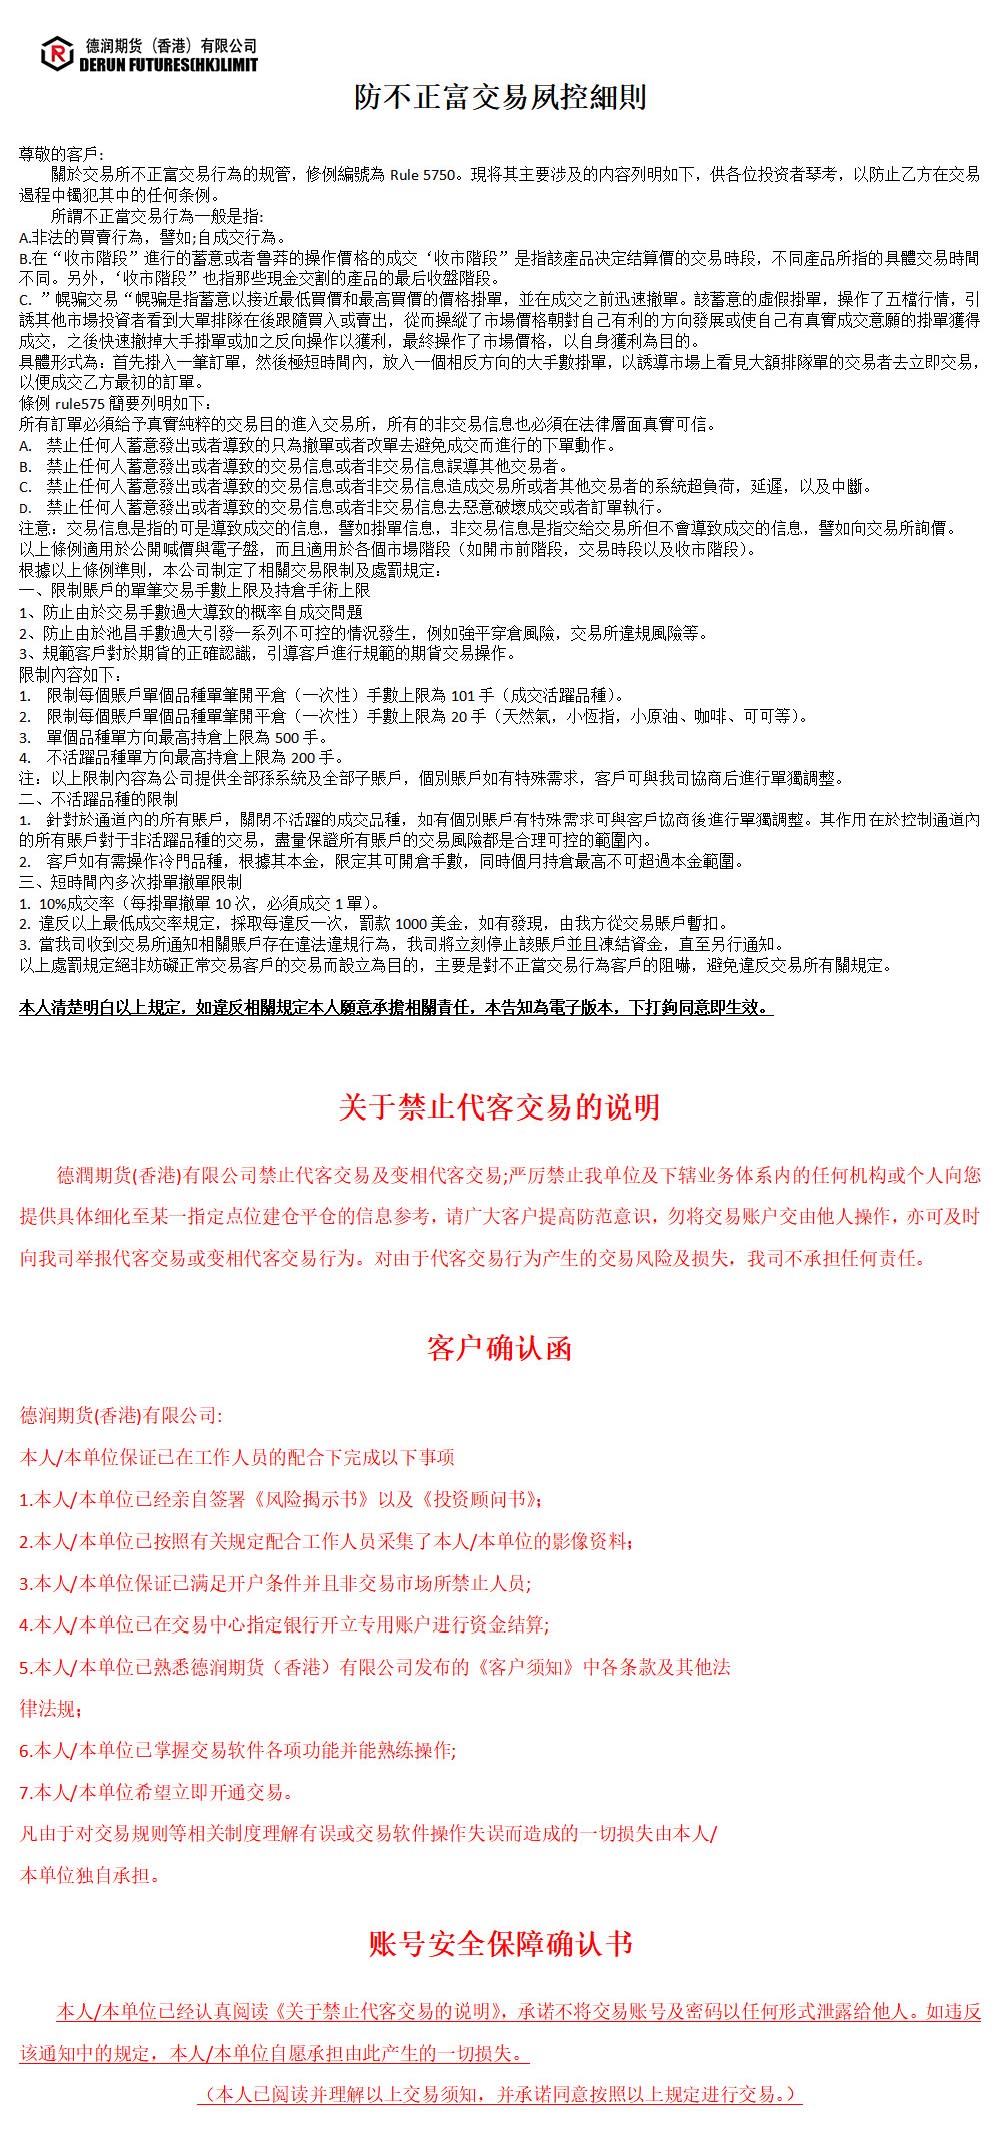 德润期货（香港）有限公司
DERUN FUTURES(HK)LIMIT
防不正富交易夙控細則
尊敬的客戶:
關於交易所不正富交易行為的规管，修例編號為 Rule 5750。現将其主要涉及的内容列明如下，供各位投资者琴考，以防止乙方在交易
過程中镯犯其中的任何条例。
所謂不正當交易行為一般是指:
A.非法的買賣行為，譬如;自成交行為。
B.在“收市階段”進行的蓄意或者鲁莽的操作價格的成交‘收市階段”是指該產品决定结算價的交易時段，不同產品所指的具體交易時間
不同。另外，‘收市階段”也指那些現金交割的產品的最后收盤階段。
C. ”幌骗交易“幌骗是指蓄意以接近最低買價和最高買價的價格掛單，並在成交之前迅速撤單。該蓄意的虛假掛單，操作了五檔行情，引
誘其他市場投資者看到大單排隊在後跟隨買入或賣出，從而操縱了市場價格朝對自己有利的方向發展或使自己有真實成交意願的掛單獲得
成交，之後快速撤掉大手掛單或加之反向操作以獲利，最終操作了市場價格，以自身獲利為目的。
具體形式為：首先掛入一筆訂單，然後極短時間內，放入一個相反方向的大手數掛單，以誘導市場上看見大額排隊單的交易者去立即交易，
以便成交乙方最初的訂單。
條例 rule575 簡要列明如下：
所有訂單必須給予真實純粹的交易目的進入交易所，所有的非交易信息也必須在法律層面真實可信。
A. 禁止任何人蓄意發出或者導致的只為撤單或者改單去避免成交而進行的下單動作。
B. 禁止任何人蓄意發出或者導致的交易信息或者非交易信息誤導其他交易者。
C. 禁止任何人蓄意發出或者導致的交易信息或者非交易信息造成交易所或者其他交易者的系統超負荷，延遲，以及中斷。
D. 禁止任何人蓄意發出或者導致的交易信息或者非交易信息去惡意破壞成交或者訂單執行。
注意：交易信息是指的可是導致成交的信息，譬如掛單信息，非交易信息是指交給交易所但不會導致成交的信息，譬如向交易所詢價。
以上條例適用於公開喊價與電子盤，而且適用於各個市場階段（如開市前階段，交易時段以及收市階段）。
根據以上條例準則，本公司制定了相關交易限制及處罰規定：
一、限制賬戶的單筆交易手數上限及持倉手術上限
1、防止由於交易手數過大導致的概率自成交問題
2、防止由於池昌手數過大引發一系列不可控的情況發生，例如強平穿倉風險，交易所違規風險等。
3、規範客戶對於期貨的正確認識，引導客戶進行規範的期貨交易操作。
限制內容如下：
1. 限制每個賬戶單個品種單筆開平倉（一次性）手數上限為 101 手（成交活躍品種）。
2. 限制每個賬戶單個品種單筆開平倉（一次性）手數上限為 20 手（天然氣，小恆指，小原油、咖啡、可可等）。
3. 單個品種單方向最高持倉上限為 500 手。
4. 不活躍品種單方向最高持倉上限為 200 手。
注：以上限制內容為公司提供全部孫系統及全部子賬戶，個別賬戶如有特殊需求，客戶可與我司協商后進行單獨調整。
二、不活躍品種的限制
1. 針對於通道內的所有賬戶，關閉不活躍的成交品種，如有個別賬戶有特殊需求可與客戶協商後進行單獨調整。其作用在於控制通道內
的所有賬戶對于非活躍品種的交易，盡量保證所有賬戶的交易風險都是合理可控的範圍內。
2. 客戶如有需操作冷門品種，根據其本金，限定其可開倉手數，同時個月持倉最高不可超過本金範圍。
三、短時間內多次掛單撤單限制
1. 10%成交率（每掛單撤單 10 次，必須成交 1 單）。
2. 違反以上最低成交率規定，採取每違反一次，罰款 1000 美金，如有發現，由我方從交易賬戶暫扣。
3. 當我司收到交易所通知相關賬戶存在違法違規行為，我司將立刻停止該賬戶並且凍結資金，直至另行通知。
以上處罰規定絕非妨礙正常交易客戶的交易而設立為目的，主要是對不正當交易行為客戶的阻嚇，避免違反交易所有關規定。
本人清楚明白以上規定，如違反相關規定本人願意承擔相關責任，本告知為電子版本，下打鉤同意即生效。
关于禁止代客交易的说明
德潤期货(香港)有限公司禁止代客交易及变相代客交易;严厉禁止我单位及下辖业务体系内的任何机构或个人向您
提供具体细化至某一指定点位建仓平仓的信息参考，请广大客户提高防范意识，勿将交易账户交由他人操作，亦可及时
向我司举报代客交易或变相代客交易行为。对由于代客交易行为产生的交易风险及损失，我司不承担任何责任。
客户确认函
德润期货(香港)有限公司:
本人/本单位保证已在工作人员的配合下完成以下事项
1.本人/本单位已经亲自签署《风险揭示书》以及《投资顾问书》；
2.本人/本单位已按照有关规定配合工作人员采集了本人/本单位的影像资料；
3.本人/本单位保证已满足开户条件并且非交易市场所禁止人员;
4.本人/本单位已在交易中心指定银行开立专用账户进行资金结算;
5.本人/本单位已熟悉德润期货（香港）有限公司发布的《客户须知》中各条款及其他法
律法规；
6.本人/本单位已掌握交易软件各项功能并能熟练操作;
7.本人/本单位希望立即开通交易。
凡由于对交易规则等相关制度理解有误或交易软件操作失误而造成的一切损失由本人/
本单位独自承担。
账号安全保障确认书
本人/本单位已经认真阅读《关于禁止代客交易的说明》，承诺不将交易账号及密码以任何形式泄露给他人。如违反
该通知中的规定，本人/本单位自愿承担由此产生的一切损失。
（本人已阅读并理解以上交易须知，并承诺同意按照以上规定进行交易。）